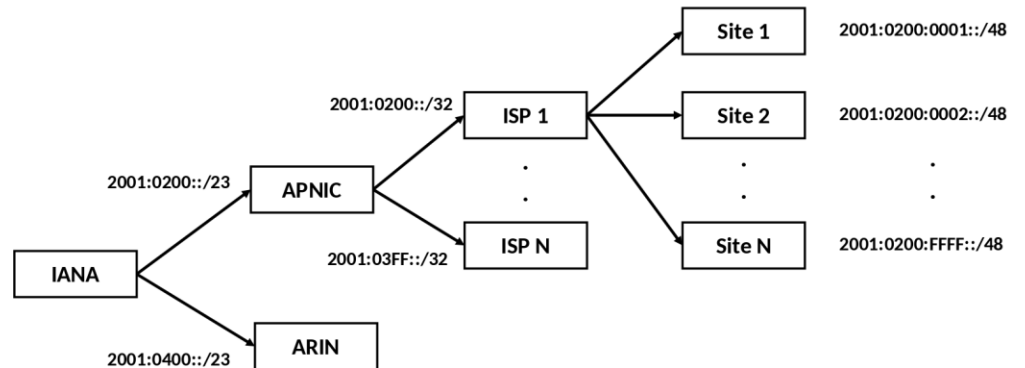 Site 1
2001:0200:0001::/48
2001:0200::/32
ISP 1
Site 2
2001:0200:0002::/48
2001:0200::/23
APNIC
.
.
.
.
.
.
2001:03FF::/32
ISP N
Site N
2001:0200:FFFF::/48
IANA
2001:0400::/23
ARIN